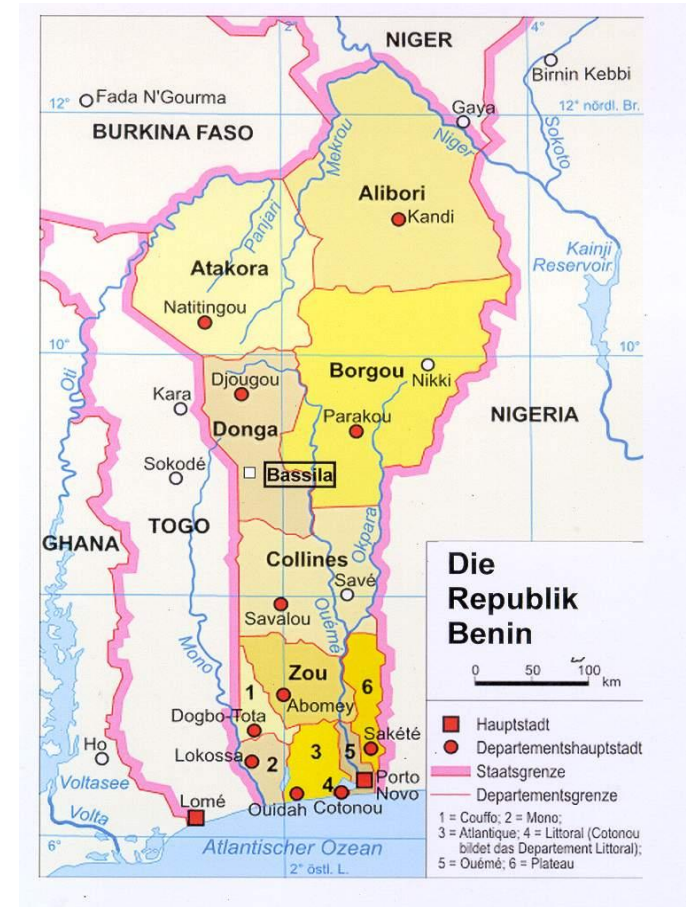 2°
4°
NIGER
Birnin Kebbi
12°
Fada N'Gourma
Gaya
12° nördl. Br.
BURKINA FASO
Mekrou
Niger
Sokoto
Alibori
Kandi
Panjari
Kainji
Reservoir
Atakora
Natitingou
10°
10°
Borgou
Nikki
Oti
Djougou
Kara
Parakou
NIGERIA
Donga
Sokodé
Bassila
TOGO
Okpara
GHANA
Collines
Savé
Ouémé
Savalou
Mono
Zou
1
6
Abomey
Dogbo-Tota
Sakété
Ho
Lokossa
2
3
5
Porto
Novo
4
Voltasee
Lomé
Ouidah
Cotonou
Volta
6°
Atlantischer Ozean
2° östl. L.
Die
Republik
Benin
0 50 100
km
Hauptstadt
Departementshauptstadt
Staatsgrenze
Departementsgrenze
1 = Couffo; 2 = Mono;
3 = Atlantique; 4 = Littoral (Cotonou
bildet das Departement Littoral);
5 = Ouémé; 6 = Plateau